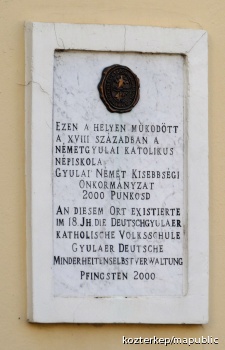 EZEN A HELYEN MŰKÖDÖTT
A XVIII SZÁZADBAN A
NÉMETGYULAI KATOLIKUS
NÉPISKOLA
GYULAI NÉMET KISEBBSÉGI
ÖNKORMÁNYZAT
2000 PÜNKÖSD
AN DIESEM ORT EXISTIERTE
IM 18.JH. DIE DEUTSCHGYULAER
KATHOLISCHE VOLKSSCHULE
GYULAER DEUTSCHE
MINDERHEITENSELBSTVERWALTUNG
PFINGSTEN 2000
kozterkep/mapublic